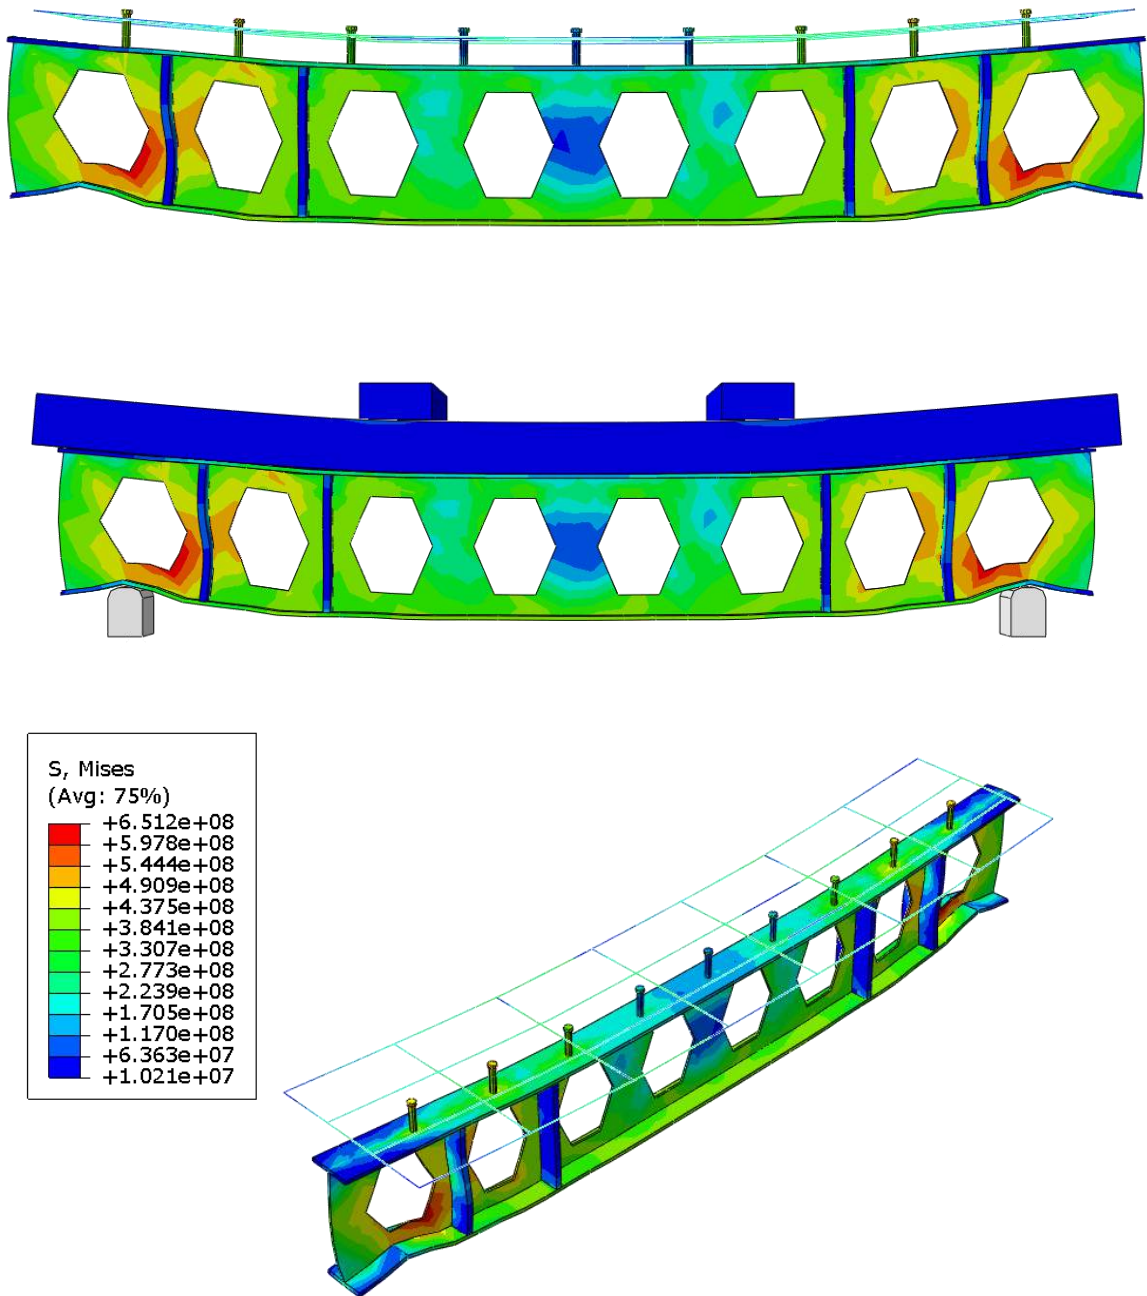 S, Mises
(Avg: 75%)
+6.512e+08
+5.978e+08
+5.444e+08
+4.909e+08
+4.375e+08
+3.841e+08
+3.307e+08
+2.773e+08
+2.239e+08
+1.705e+08
+1.170e+08
+6.363e+07
+1.021e+07